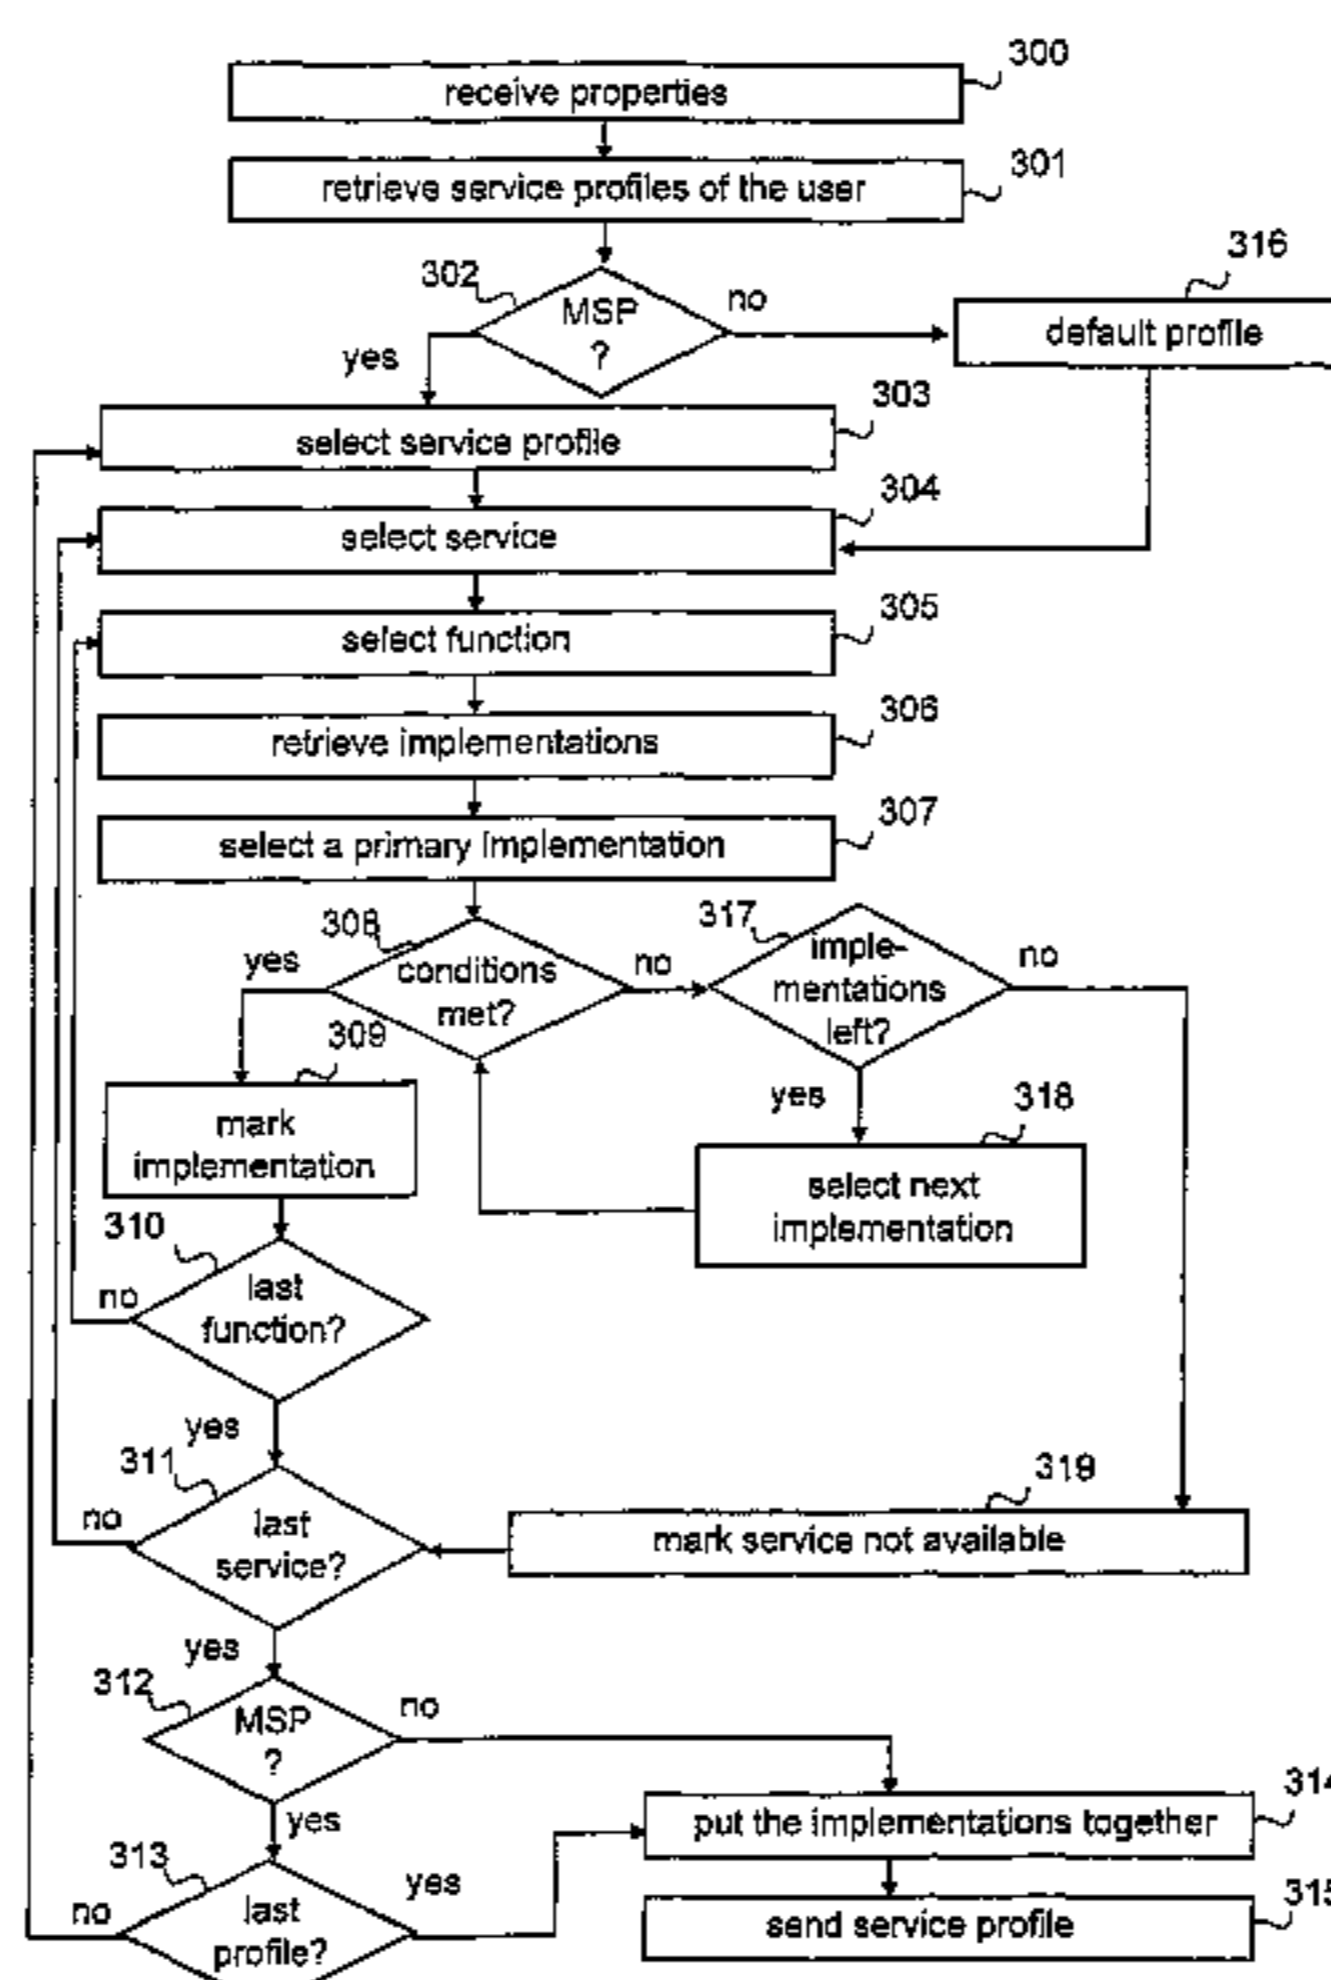 300
receive properties
301
retrieve service profiles of the user
316
302
MSP
?
no
default profile
yes
303
select service profile
304
select service
305
select function
306
retrieve implementations
307
select a primary implementation
308
317
yes
conditions
met?
no
imple-
mentations
left?
no
309
yes
318
mark
implementation
select next
implementation
310
last
function?
no
yes
311
319
no
last
service?
mark service not available
yes
312
MSP
?
no
yes
314
put the implementations together
313
yes
315
no
last
profile?
send service profile